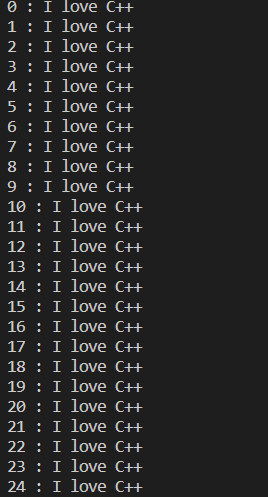 0 : I love C++
1 : I love C++
2 : I love C++
3 : I love C++
4 : I love C++
5 : I love C++
6 : I love C++
7 : I love C++
8 : I love C++
9 : I love C++
10 : I love C++
11 : I love C++
12 : I love C++
13 : I love C++
14 : I love C++
15 : I love C++
16 : I love C++
17 : I love C++
18 : I love C++
19 : I love C++
20 : I love C++
21 : I love C++
22 : I love C++
23 : I love C++
24 : I love C++